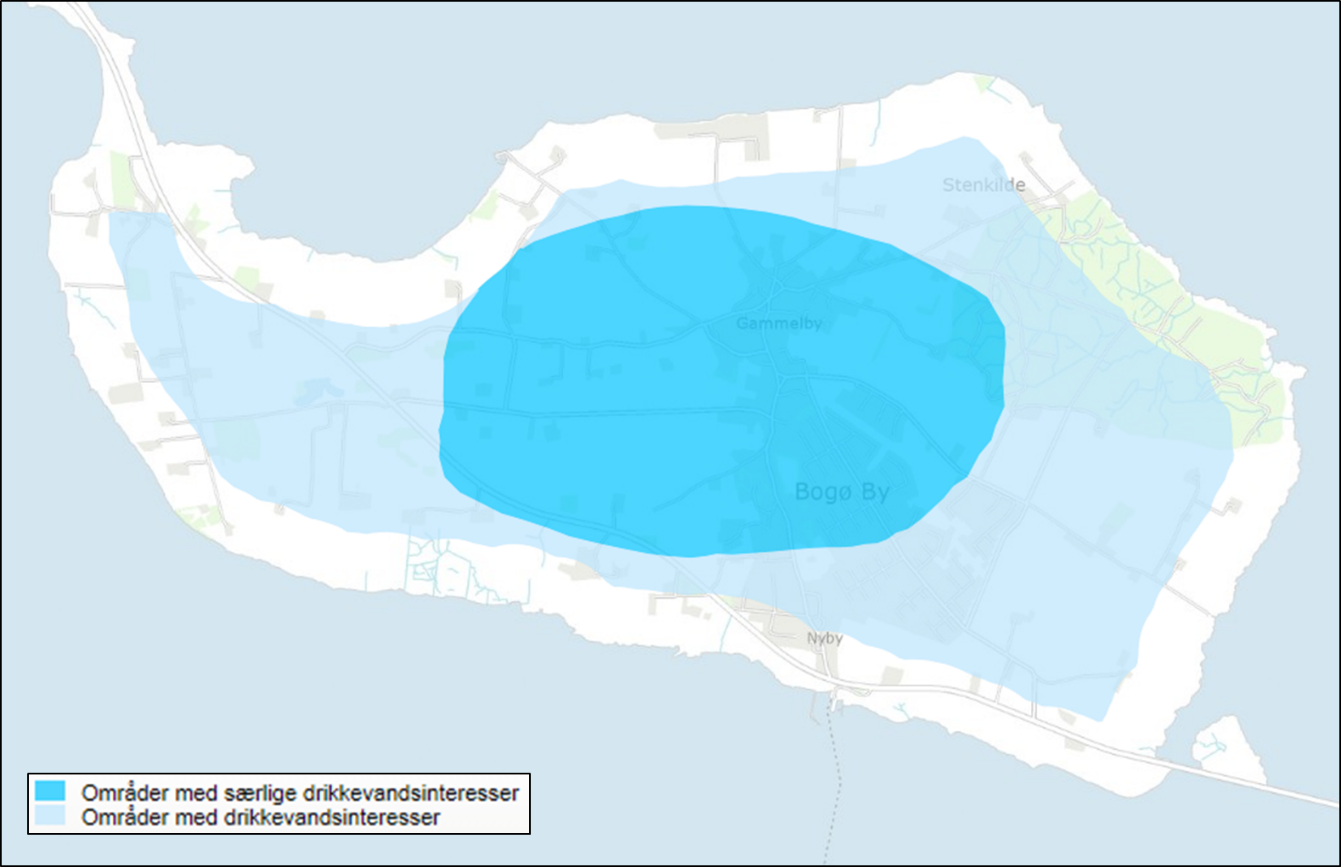 Stenkilde
Gammelby
Bogø By
Nyby
Områder med særlige drikkevandsinteresser
Områder med drikkevandsinteresser